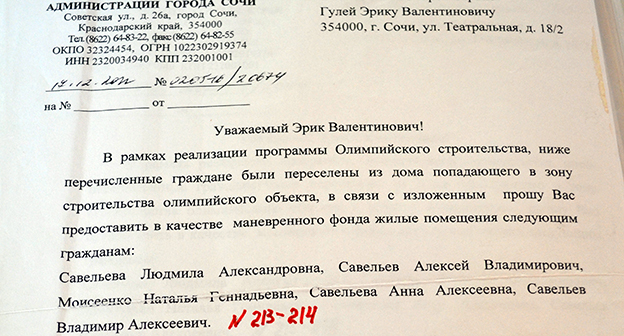 АДМИНИСТРАЦИИ ГОРОДА СОЧИ
Советская ул., д. 26а, город Сочи,
Краснодарский край, 354000
Тел. (8622) 64-83-22, факс (8622) 64-82-55
ОКПО 32324454, ОГРН 1022302919374
ИНН 2320034940 КПП 232001001
№ 020516/20674
на № от
Гулей Эрику Валентиновичу
354000, г. Сочи, ул. Театральная, д. 18/2
Уважаемый Эрик Валентинович!
В рамках реализации программы Олимпийского строительства, ниже
перечисленные граждане были переселены из дома попадающего в зону
строительства олимпийского объекта, в связи с изложенным прошу Вас
предоставить в качестве маневренного фонда жилые помещения следующим
гражданам:
Савельева Людмила Александровна, Савельев Алексей Владимирович,
Моисеенко Наталья Геннадьевна, Савельева Анна Алексеевна, Савельев
Владимир Алексеевич. N 213-214